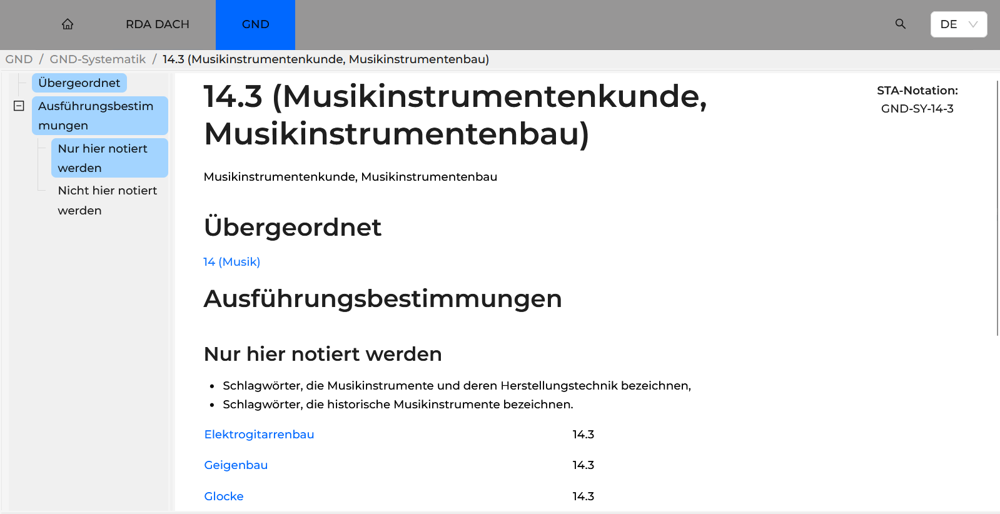 RDA DACH
GND
DE
GND / GND-Systematik / 14.3 (Musikinstrumentenkunde, Musikinstrumentenbau)
Übergeordnet
Ausführungsbestim
mungen
Nur hier notiert
werden
Nicht hier notiert
werden
14.3 (Musikinstrumentenkunde,
Musikinstrumentenbau)
STA-Notation:
GND-SY-14-3
Musikinstrumentenkunde, Musikinstrumentenbau
Übergeordnet
14 (Musik)
Ausführungsbestimmungen
Nur hier notiert werden
• Schlagwörter, die Musikinstrumente und deren Herstellungstechnik bezeichnen,
• Schlagwörter, die historische Musikinstrumente bezeichnen.
Elektrogitarrenbau 14.3
Geigenbau 14.3
Glocke 14.3